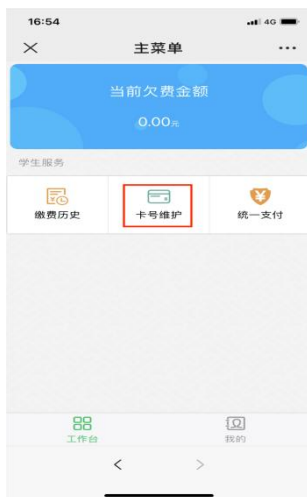 16:54
4G
主菜单
当前欠费金额
0.00元
学生服务
缴费历史
卡号维护
统一支付
工作台
我的